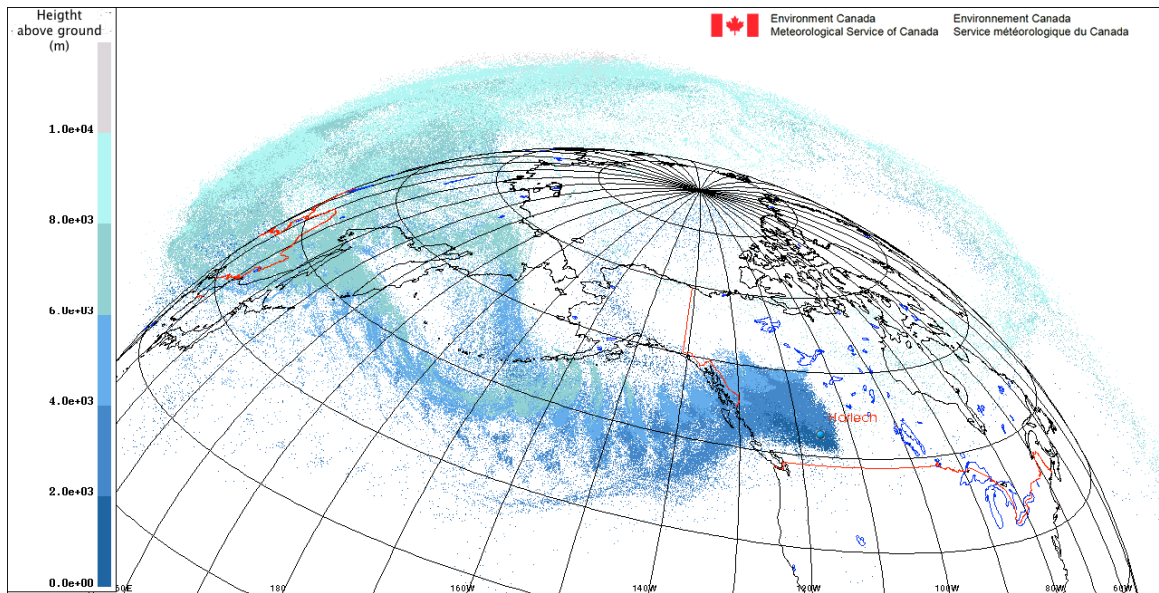 Heigtht
above ground
(m)
1.0e+04
8.0e+03
6.0e+03
4.0e+03
2.0e+03
0.0e+00
Environment Canada
Meteorological Service of Canada
Environnement Canada
Service météorologique du Canada
Harlech
60E
180
160W
140W
120W
100W
80W
60W